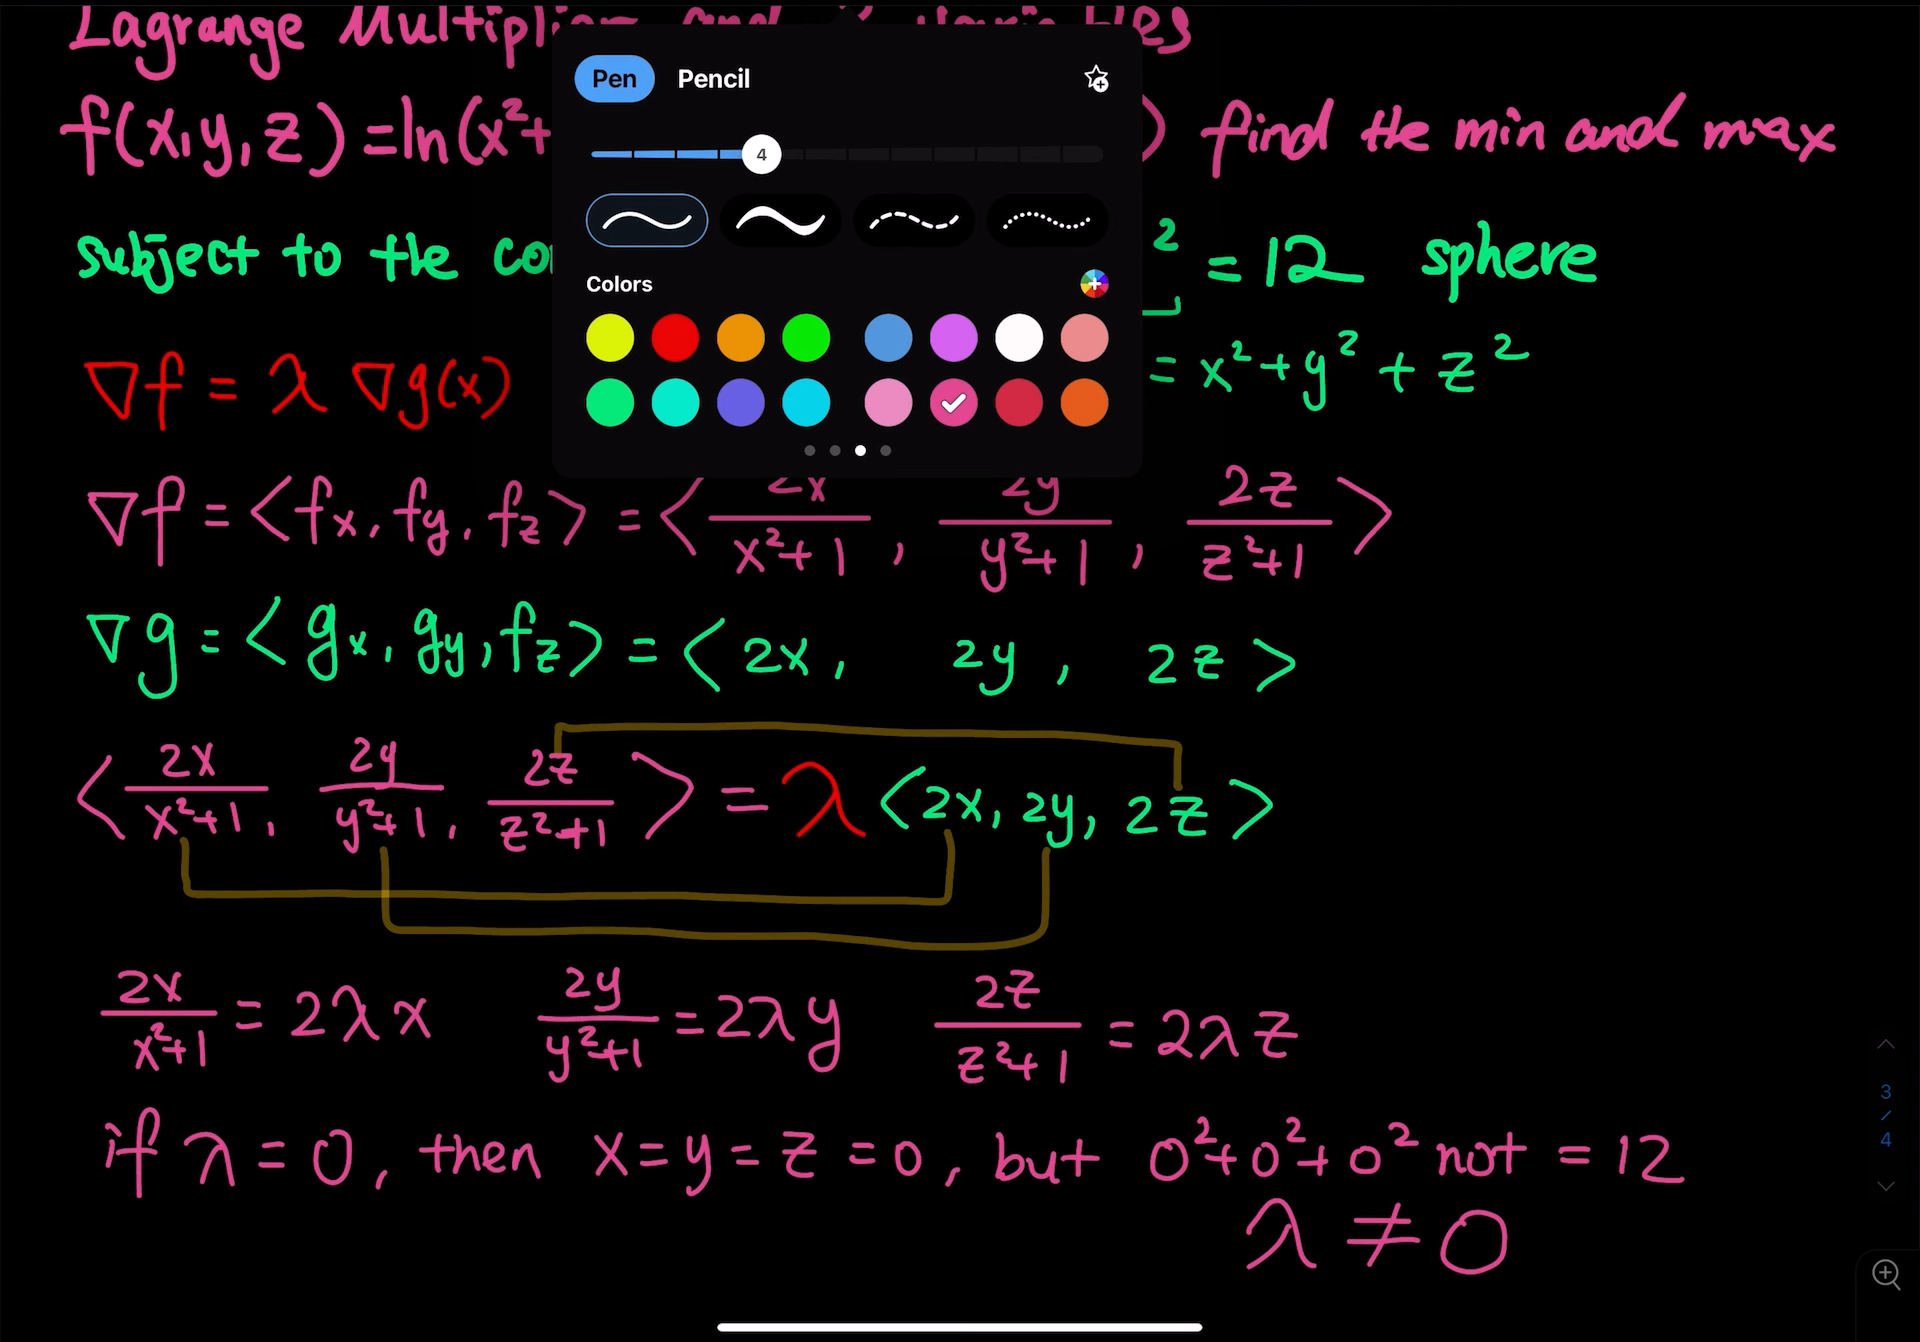 Lagrange
f(x,y,z)=ln(x²+ ) find the min and max
Pen Pencil
4
subject to the ² = 12 sphere
Colors
∇f = λ ∇g(x) = x²+y²+z²
∇f = <fx, fy, fz> = <2x/(x²+1), 2y/(y²+1), 2z/(z²+1)>
∇g = <gx, gy, fz> = <2x, 2y, 2z>
<2x/(x²+1), 2y/(y²+1), 2z/(z²+1)> = λ<2x, 2y, 2z>
2x/(x²+1) = 2λx 2y/(y²+1) = 2λy 2z/(z²+1) = 2λz
3/4
if λ = 0, then x=y=z=0, but 0²+0²+0² not = 12
λ ≠ 0